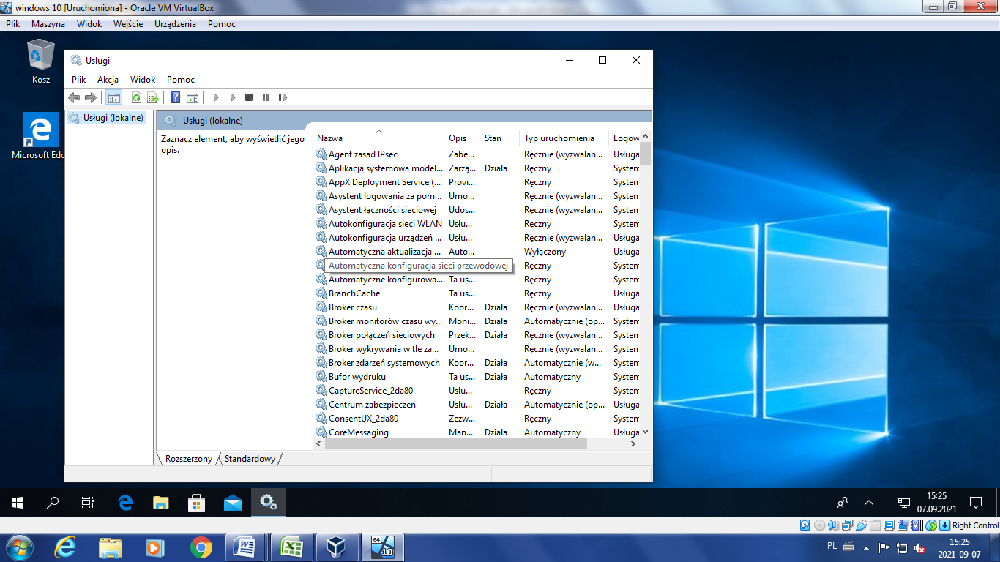 windows 10 [Uruchomiona] - Oracle VM VirtualBox
Plik Maszyna Widok Wejście Urządzenia Pomoc
Kosz
Microsoft Edg
Usługi
Plik Akcja Widok Pomoc
Usługi (lokalne)
Usługi (lokalne)
Zaznacz element, aby wyświetlić jego
opis.
Nazwa Opis Stan Typ uruchomienia Logow
Agent zasad IPsec Zabe... Ręcznie (wyzwalan... Usługa
Aplikacja systemowa model... Zarzą... Działa Ręczny System
AppX Deployment Service (... Provi... Ręczny System
Asystent logowania za pom... Umo... Ręcznie (wyzwalan... System
Asystent łączności sieciowej Udos... Ręcznie (wyzwalan... System
Autokonfiguracja sieci WLAN Usłu... Ręczny System
Autokonfiguracja urządzeń ... Usłu... Ręcznie (wyzwalan... Usługa
Automatyczna aktualizacja ... Auto... Wyłączony Usługa
Automatyczna konfiguracja sieci przewodowej Ręczny System
Automatyczne konfigurowa... Ta us... Ręczny System
BranchCache Ta us... Ręczny Usługa
Broker czasu Koor... Działa Ręcznie (wyzwalan... Usługa
Broker monitorów czasu wy... Moni... Działa Automatycznie (op... System
Broker połączeń sieciowych Przek... Działa Ręcznie (wyzwalan... System
Broker wykrywania w tle za... Umo... Ręcznie (wyzwalan... System
Broker zdarzeń systemowych Koor... Działa Automatycznie (w... System
Bufor wydruku Ta us... Działa Automatyczny System
CaptureService_2da80 Usłu... Ręczny System
Centrum zabezpieczeń Usłu... Działa Automatycznie (op... Usługa
ConsentUX_2da80 Zezw... Ręczny System
CoreMessaging Man... Działa Automatyczny Usługa
Rozszerzony Standardowy
15:25
07.09.2021
Right Control
64
10
PL
15:25
2021-09-07